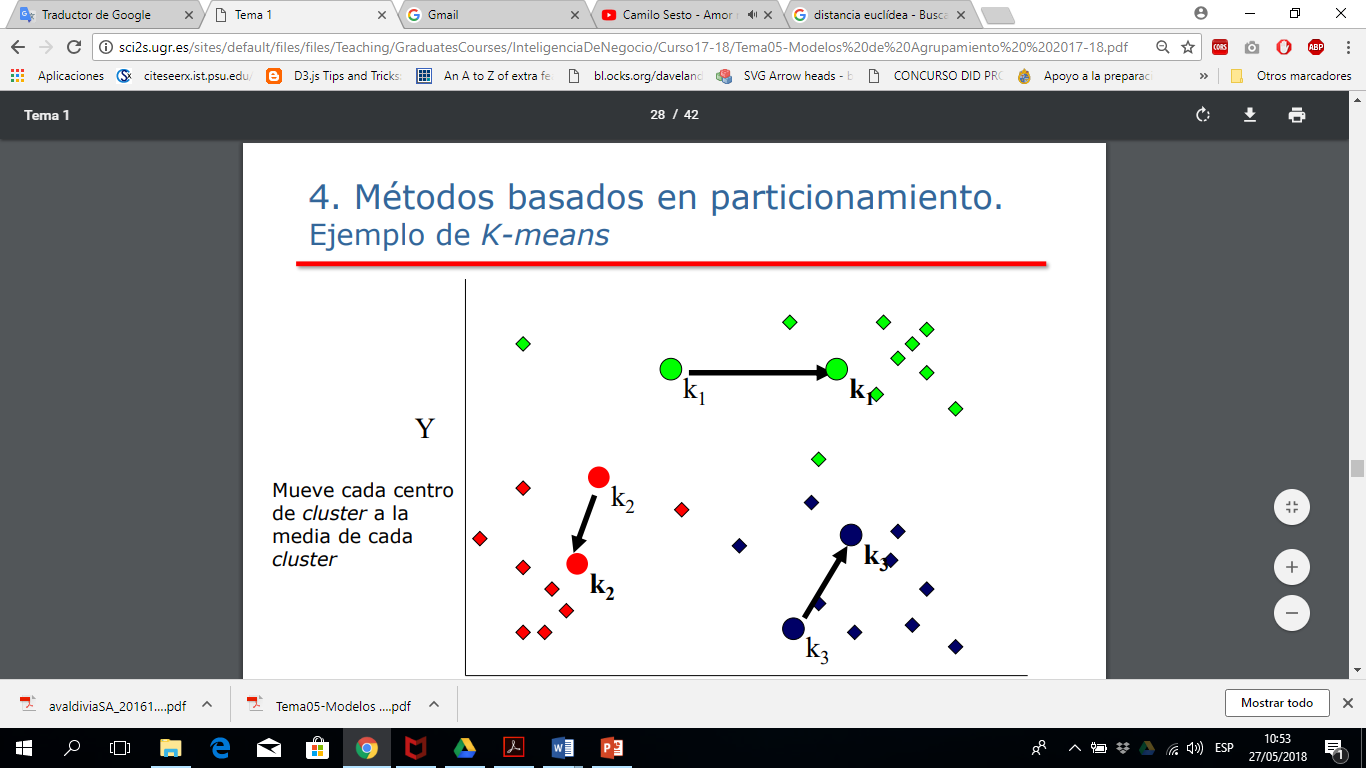 Traductor de Google
Tema 1
Gmail
Camilo Sesto - Amor
distancia euclídea - Busca
sci2s.ugr.es/sites/default/files/files/Teaching/GraduatesCourses/InteligenciaDeNegocio/Curso17-18/Tema05-Modelos%20de%20Agrupamiento%20%202017-18.pdf
CORS
ABP
Aplicaciones
citeseerx.ist.psu.edu/
D3.js Tips and Tricks:
An A to Z of extra fe
bl.ocks.org/daveland
SVG Arrow heads - b
CONCURSO DID PRO
Apoyo a la preparac
»
Otros marcadores
Tema 1
28 / 42
4. Métodos basados en particionamiento.
Ejemplo de K-means
k1
k1
Y
Mueve cada centro
de cluster a la
media de cada
cluster
k2
k2
k3
k3
avaldiviaSA_20161....pdf
Tema05-Modelos ....pdf
Mostrar todo
ESP
10:53
27/05/2018
1